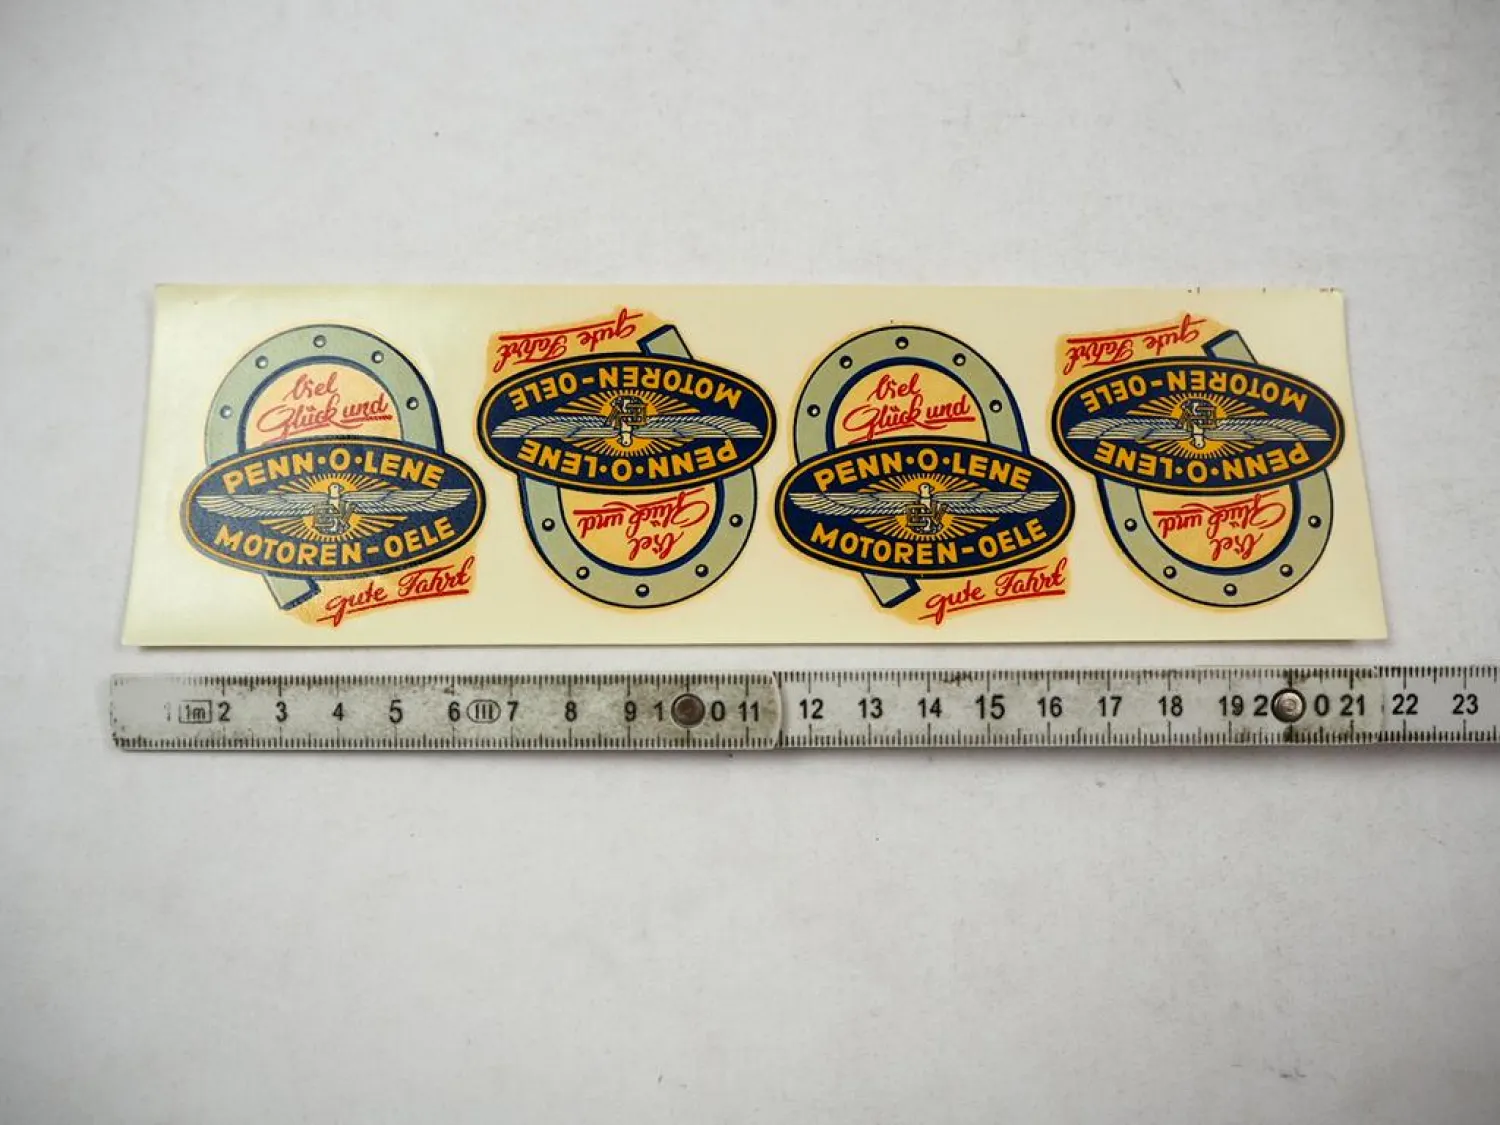 Viel
Glück und
PENN·O·LENE
MOTOREN-OELE
gute Fahrt
gute Fahrt
MOTOREN-OELE
PENN·O·LENE
Glück und
Viel
Viel
Glück und
PENN·O·LENE
MOTOREN-OELE
gute Fahrt
gute Fahrt
MOTOREN-OELE
PENN·O·LENE
Glück und
Viel
1 1m 2 3 4 5 6 III 7 8 9 10 11 12 13 14 15 16 17 18 19 20 21 22 23